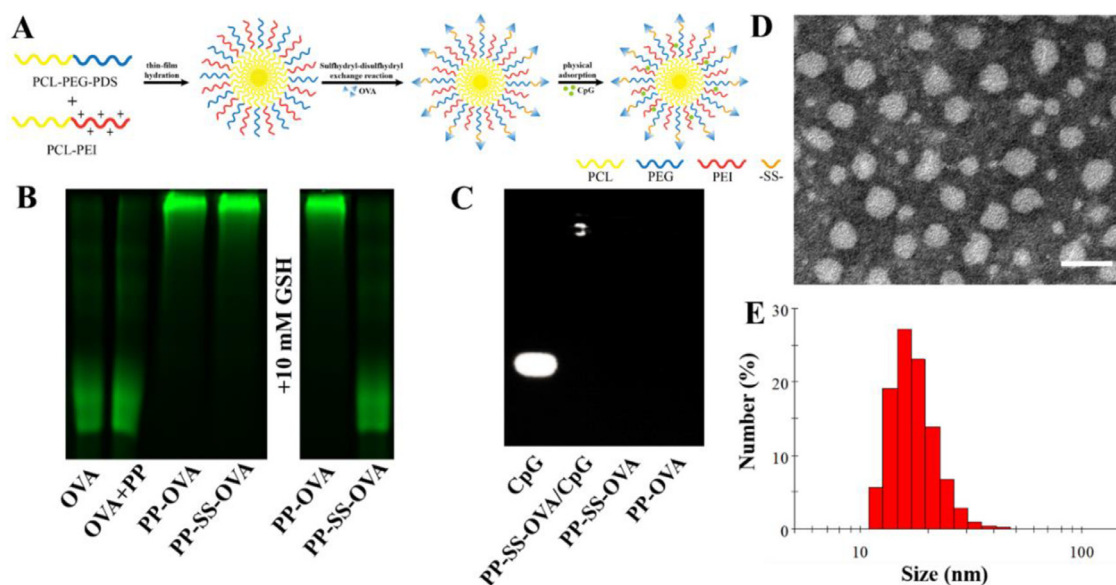 A
PCL-PEG-PDS
+
PCL-PEI
+ + + + +
thin-film
hydration
Sulfhydryl-disulfhydryl
exchange reaction
OVA
physical
adsorption
CpG
PCL
PEG
PEI
-SS-
B
OVA
OVA+PP
PP-OVA
PP-SS-OVA
+10 mM GSH
PP-OVA
PP-SS-OVA
C
CpG
PP-SS-OVA/CpG
PP-SS-OVA
PP-OVA
D
E
Number (%)
30
20
10
0
10
100
Size (nm)